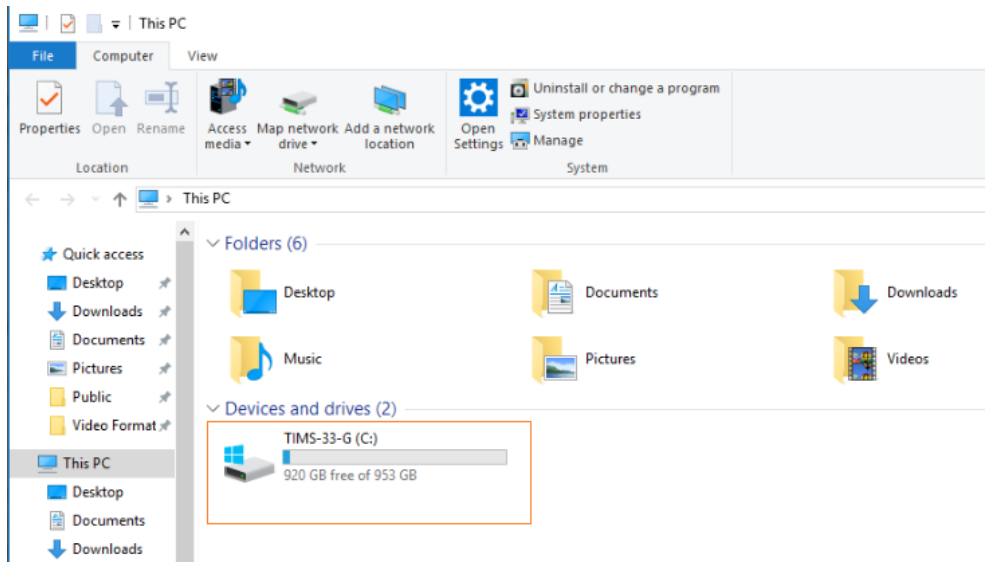 This PC
File Computer View
Properties Open Rename
Access media
Map network drive
Add a network location
Open Settings
Uninstall or change a program
System properties
Manage
Location Network System
This PC
Quick access
Desktop
Downloads
Documents
Pictures
Public
Video Format
This PC
Desktop
Documents
Downloads
Folders (6)
Desktop Documents Downloads
Music Pictures Videos
Devices and drives (2)
TIMS-33-G (C:)
920 GB free of 953 GB